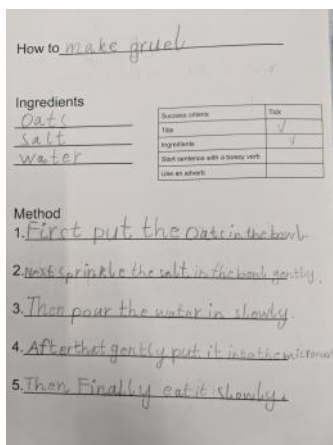 How to make gruel
Ingredients
Oats
salt
water
Success criteria Tick
Title ✓
Ingredients ✓
Start sentence with a bossy verb
Use an adverb
Method
1. First put the oats in the bowl
2. Next sprinkle the salt in the bowl gently.
3. Then pour the water in slowly.
4. After that gently put it into the microwav
5. Then Finally eat it slowly.